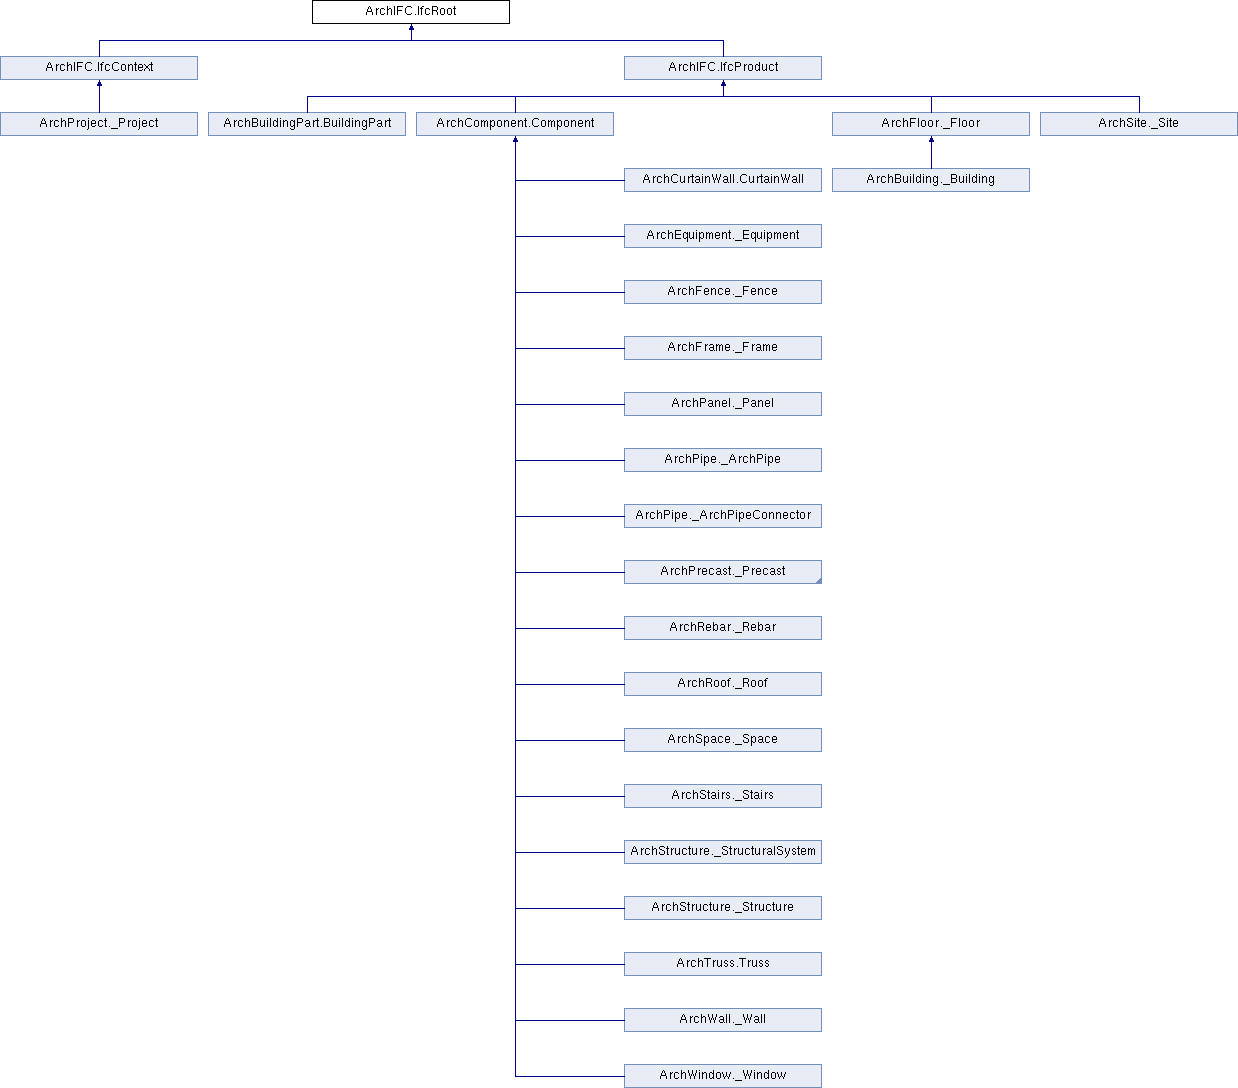 ArchIFC.IfcRoot
ArchIFC.IfcContext
ArchIFC.IfcProduct
ArchProject._Project
ArchBuildingPart.BuildingPart
ArchComponent.Component
ArchFloor._Floor
ArchSite._Site
ArchCurtainWall.CurtainWall
ArchBuilding._Building
ArchEquipment._Equipment
ArchFence._Fence
ArchFrame._Frame
ArchPanel._Panel
ArchPipe._ArchPipe
ArchPipe._ArchPipeConnector
ArchPrecast._Precast
ArchRebar._Rebar
ArchRoof._Roof
ArchSpace._Space
ArchStairs._Stairs
ArchStructure._StructuralSystem
ArchStructure._Structure
ArchTruss.Truss
ArchWall._Wall
ArchWindow._Window